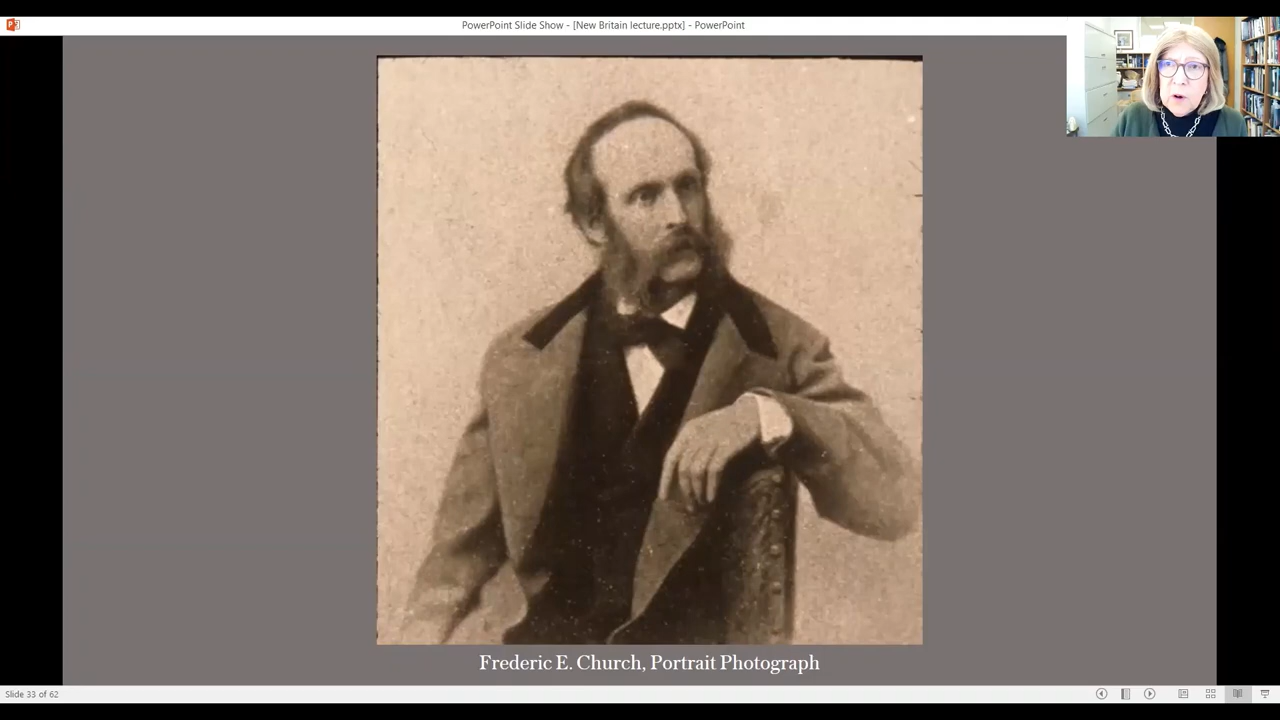 PowerPoint Slide Show - [New Britain lecture.pptx] - PowerPoint
Frederic E. Church, Portrait Photograph
Slide 33 of 62